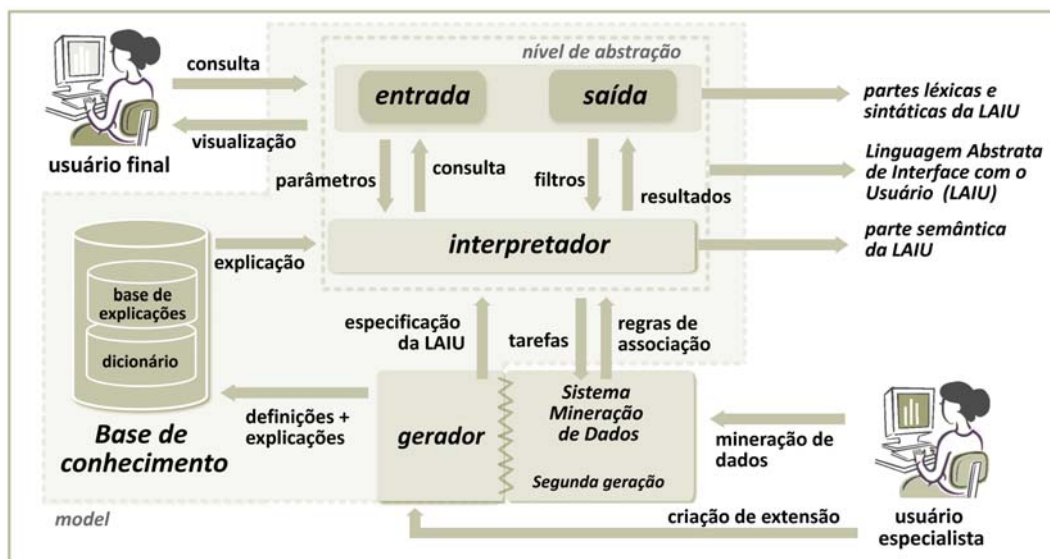 nível de abstração
consulta
entrada
saída
visualização
usuário final
partes léxicas e
sintáticas da LAIU
parâmetros
consulta
filtros
resultados
Linguagem Abstrata
de Interface com o
Usuário (LAIU)
interpretador
parte semântica
da LAIU
explicação
base de
explicações
dicionário
Base de
conhecimento
especificação
da LAIU
tarefas
regras de
associação
definições +
explicações
gerador
Sistema
Mineração
de Dados
Segunda geração
mineração de
dados
model
criação de extensão
usuário
especialista